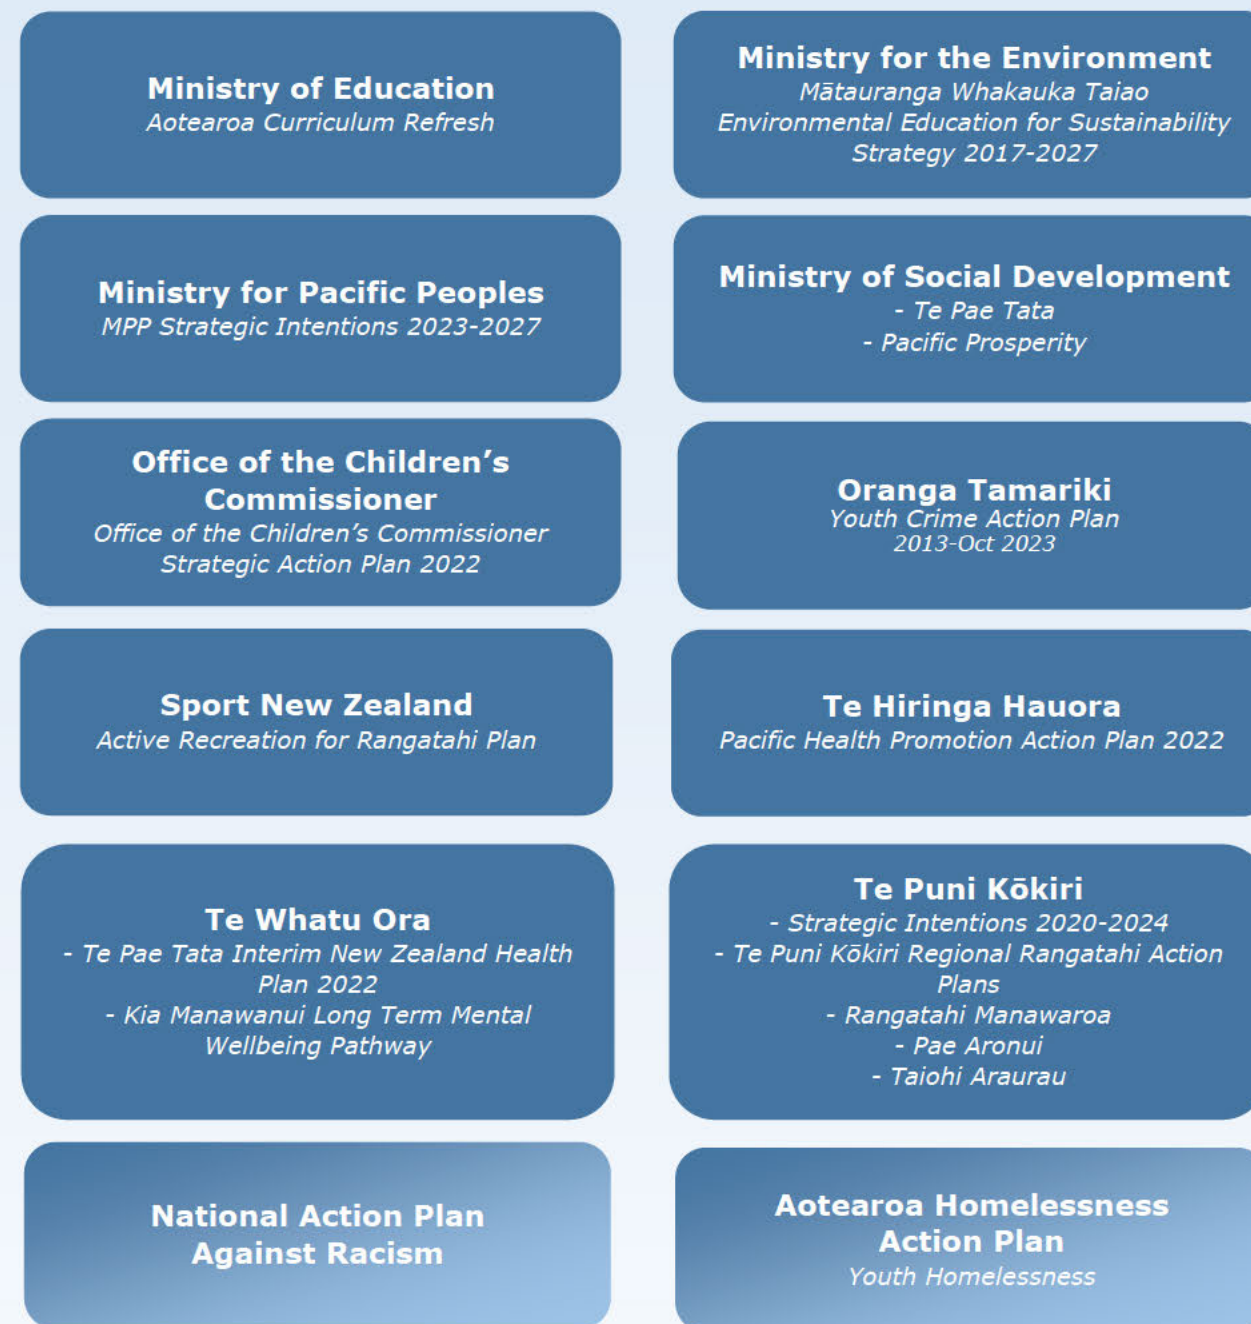 Ministry of Education
Aotearoa Curriculum Refresh
Ministry for the Environment
Mātauranga Whakauka Taiao
Environmental Education for Sustainability
Strategy 2017-2027
Ministry for Pacific Peoples
MPP Strategic Intentions 2023-2027
Ministry of Social Development
- Te Pae Tata
- Pacific Prosperity
Office of the Children’s
Commissioner
Office of the Children’s Commissioner
Strategic Action Plan 2022
Oranga Tamariki
Youth Crime Action Plan
2013-Oct 2023
Sport New Zealand
Active Recreation for Rangatahi Plan
Te Hiringa Hauora
Pacific Health Promotion Action Plan 2022
Te Whatu Ora
- Te Pae Tata Interim New Zealand Health
Plan 2022
- Kia Manawanui Long Term Mental
Wellbeing Pathway
Te Puni Kōkiri
- Strategic Intentions 2020-2024
- Te Puni Kōkiri Regional Rangatahi Action
Plans
- Rangatahi Manawaroa
- Pae Aronui
- Taiohi Araurau
National Action Plan
Against Racism
Aotearoa Homelessness
Action Plan
Youth Homelessness